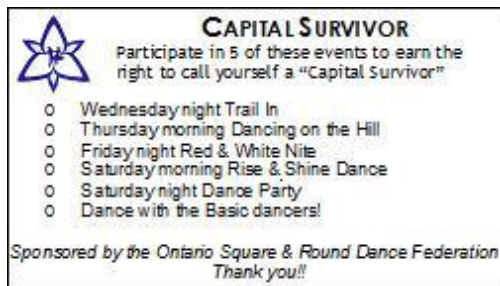 CAPITAL SURVIVOR
Participate in 5 of these events to earn the
right to call yourself a "Capital Survivor"
o Wednesday night Trail In
o Thursday morning Dancing on the Hill
o Friday night Red & White Nite
o Saturday morning Rise & Shine Dance
o Saturday night Dance Party
o Dance with the Basic dancers!
Sponsored by the Ontario Square & Round Dance Federation
Thank you!!